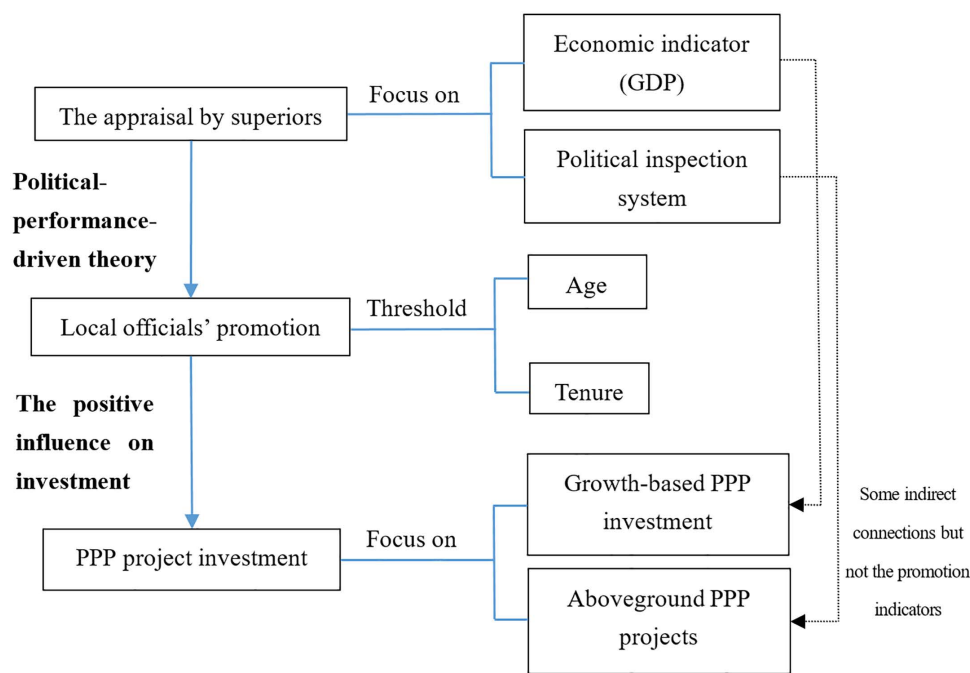 Economic indicator
(GDP)
Focus on
The appraisal by superiors
Political inspection
system
Political-
performance-
driven theory
Age
Threshold
Local officials’ promotion
Tenure
The positive
influence on
investment
Growth-based PPP
investment
Some indirect
connections but
not the promotion
indicators
Focus on
PPP project investment
Aboveground PPP
projects